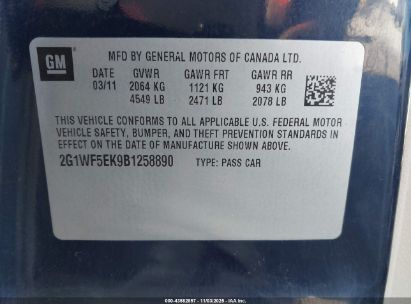 GM
MFD BY GENERAL MOTORS OF CANADA LTD.
DATE GVWR GAWR FRT GAWR RR
03/11 2064 KG 1121 KG 943 KG
4549 LB 2471 LB 2078 LB
THIS VEHICLE CONFORMS TO ALL APPLICABLE U.S. FEDERAL MOTOR
VEHICLE SAFETY, BUMPER, AND THEFT PREVENTION STANDARDS IN
EFFECT ON THE DATE OF MANUFACTURE SHOWN ABOVE.
2G1WF5EK9B1258890 TYPE: PASS CAR